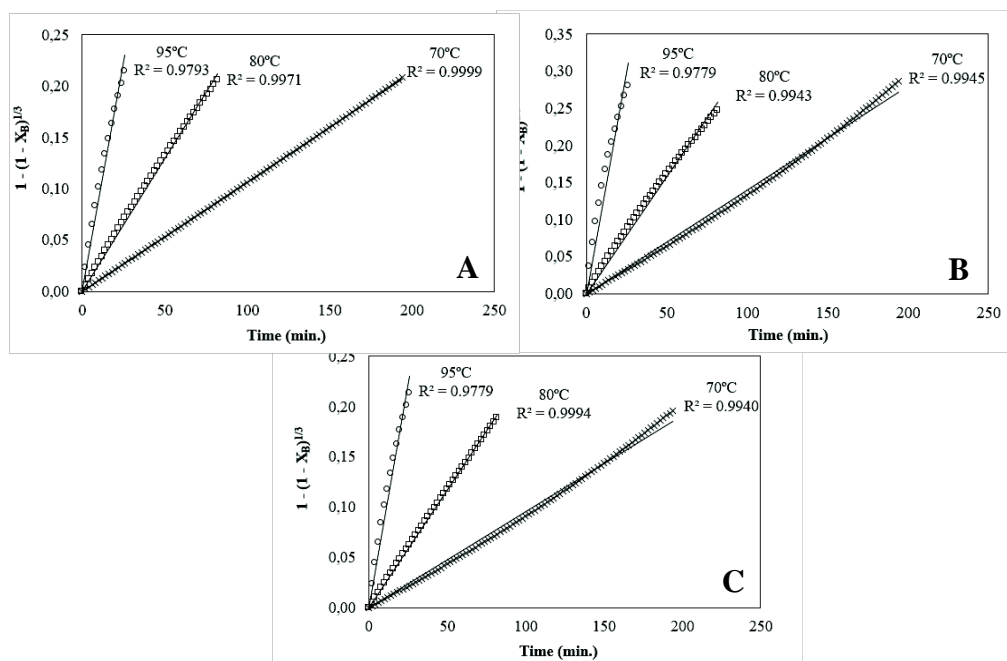 0,25
0,20
0,15
0,10
0,05
0,00
1 - (1 - X_B)^1/3
95ºC
R² = 0.9793
80ºC
R² = 0.9971
70ºC
R² = 0.9999
A
0 50 100 150 200 250
Time (min.)
0,35
0,30
0,25
0,20
0,15
0,10
0,05
0,00
95ºC
R² = 0.9779
80ºC
R² = 0.9943
70ºC
R² = 0.9945
B
0 50 100 150 200 250
Time (min.)
0,25
0,20
0,15
0,10
0,05
0,00
1 - (1 - X_B)^1/3
95ºC
R² = 0.9779
80ºC
R² = 0.9994
70ºC
R² = 0.9940
C
0 50 100 150 200 250
Time (min.)